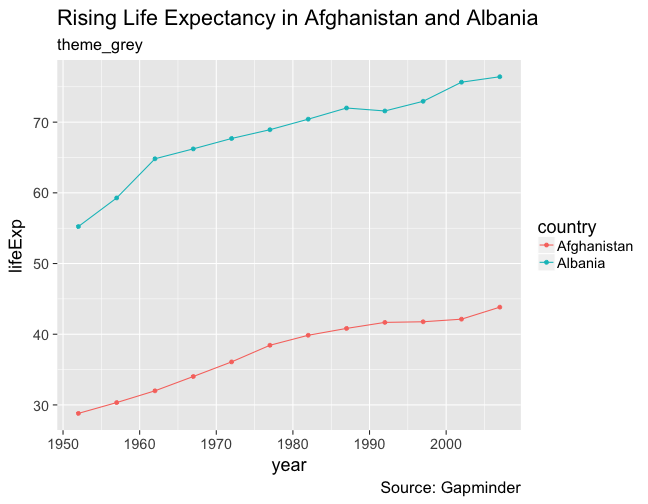 Rising Life Expectancy in Afghanistan and Albania
theme_grey
70
60
50
40
30
lifeExp
1950 1960 1970 1980 1990 2000
year
country
Afghanistan
Albania
Source: Gapminder